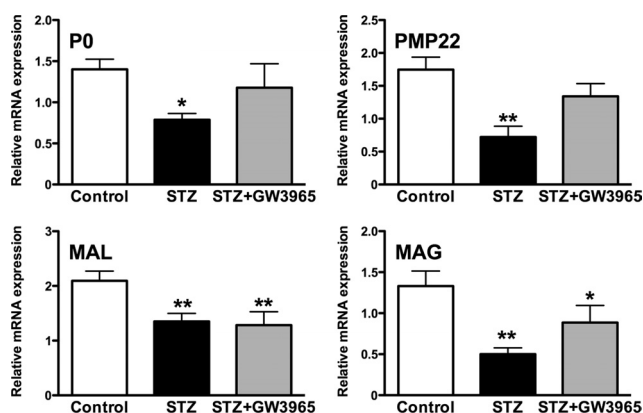 P0
Relative mRNA expression
2.0
1.5
1.0
0.5
0
*
Control STZ STZ+GW3965
PMP22
Relative mRNA expression
2.0
1.5
1.0
0.5
0
**
Control STZ STZ+GW3965
MAL
Relative mRNA expression
3
2
1
0
** **
Control STZ STZ+GW3965
MAG
Relative mRNA expression
2.0
1.5
1.0
0.5
0
** *
Control STZ STZ+GW3965